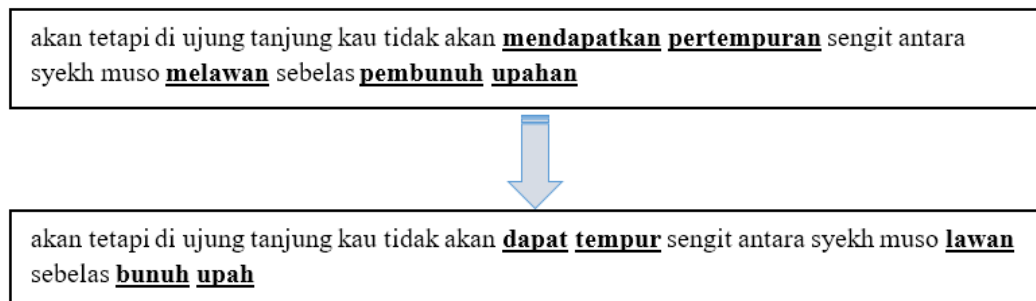 akan tetapi di ujung tanjung kau tidak akan mendapatkan pertempuran sengit antara
syekh muso melawan sebelas pembunuh upahan
akan tetapi di ujung tanjung kau tidak akan dapat tempur sengit antara syekh muso lawan
sebelas bunuh upah